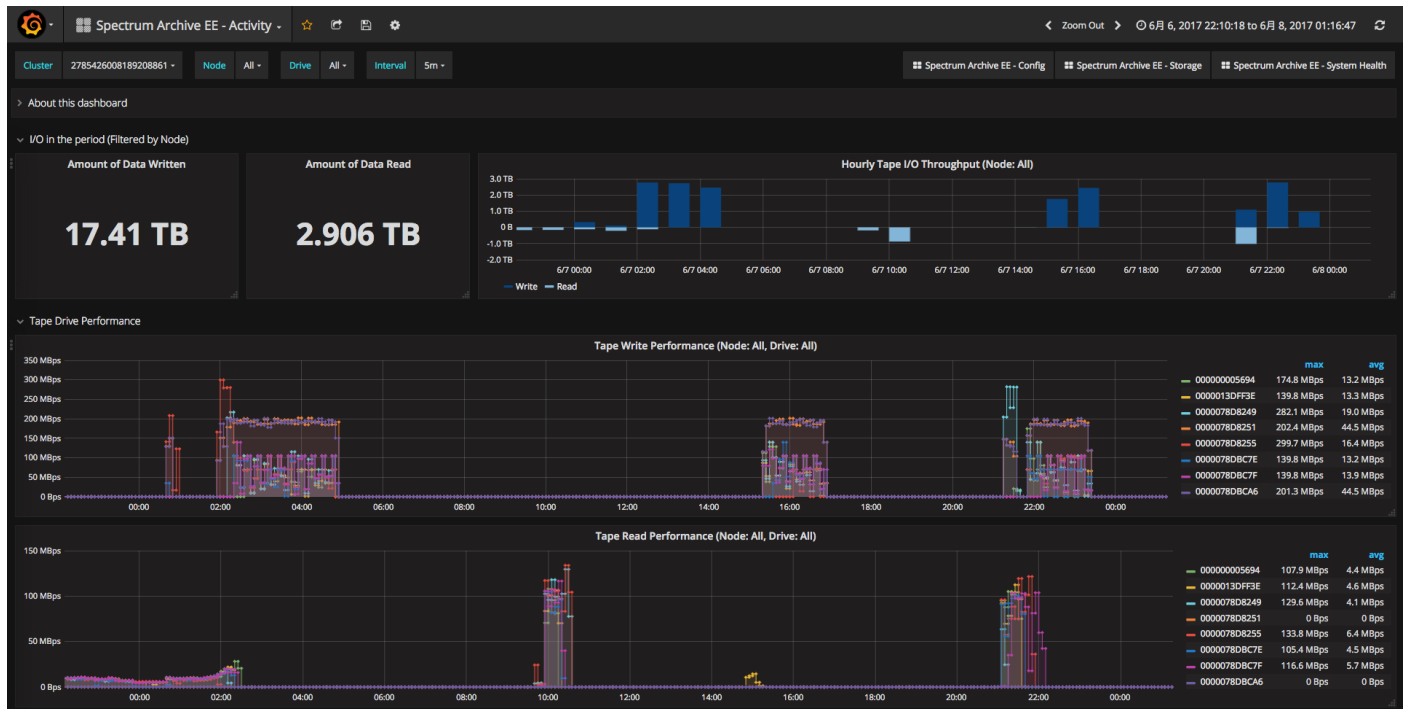 Spectrum Archive EE - Activity
Zoom Out
6月 6, 2017 22:10:18 to 6月 8, 2017 01:16:47
Cluster 2785426008189208861 Node All Drive All Interval 5m
Spectrum Archive EE - Config Spectrum Archive EE - Storage Spectrum Archive EE - System Health
About this dashboard
I/O in the period (Filtered by Node)
Amount of Data Written
17.41 TB
Amount of Data Read
2.906 TB
Hourly Tape I/O Throughput (Node: All)
3.0 TB
2.0 TB
1.0 TB
0 B
-1.0 TB
-2.0 TB
6/7 00:00 6/7 02:00 6/7 04:00 6/7 06:00 6/7 08:00 6/7 10:00 6/7 12:00 6/7 14:00 6/7 16:00 6/7 18:00 6/7 20:00 6/7 22:00 6/8 00:00
Write Read
Tape Drive Performance
Tape Write Performance (Node: All, Drive: All)
350 MBps
300 MBps
250 MBps
200 MBps
150 MBps
100 MBps
50 MBps
0 Bps
00:00 02:00 04:00 06:00 08:00 10:00 12:00 14:00 16:00 18:00 20:00 22:00 00:00
max avg
000000005694 174.8 MBps 13.2 MBps
0000013DFF3E 139.8 MBps 13.3 MBps
0000078D8249 282.1 MBps 19.0 MBps
0000078D8251 202.4 MBps 44.5 MBps
0000078D8255 299.7 MBps 16.4 MBps
0000078DBC7E 139.8 MBps 13.2 MBps
0000078DBC7F 139.8 MBps 13.9 MBps
0000078DBCA6 201.3 MBps 44.5 MBps
Tape Read Performance (Node: All, Drive: All)
150 MBps
100 MBps
50 MBps
0 Bps
00:00 02:00 04:00 06:00 08:00 10:00 12:00 14:00 16:00 18:00 20:00 22:00 00:00
max avg
000000005694 107.9 MBps 4.4 MBps
0000013DFF3E 112.4 MBps 4.6 MBps
0000078D8249 129.6 MBps 4.1 MBps
0000078D8251 0 Bps 0 Bps
0000078D8255 133.8 MBps 6.4 MBps
0000078DBC7E 105.4 MBps 4.5 MBps
0000078DBC7F 116.6 MBps 5.7 MBps
0000078DBCA6 0 Bps 0 Bps